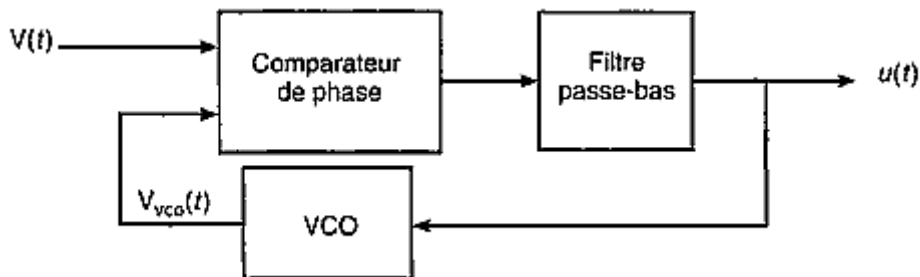 V(t)
Comparateur
de phase
Filtre
passe-bas
u(t)
V_vco(t)
VCO